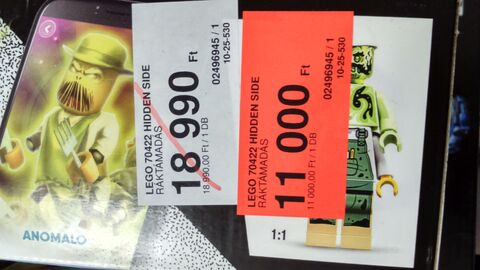 LEGO 70422 HIDDEN SIDE
RÁKTÁMADÁS
18 990 Ft
18 990,00 Ft / 1 DB
02496945 / 1
10-25-530
LEGO 70422 HIDDEN SIDE
RÁKTÁMADÁS
11 000 Ft
11 000,00 Ft / 1 DB
02496945 / 1
10-25-530
ANOMALO
1:1